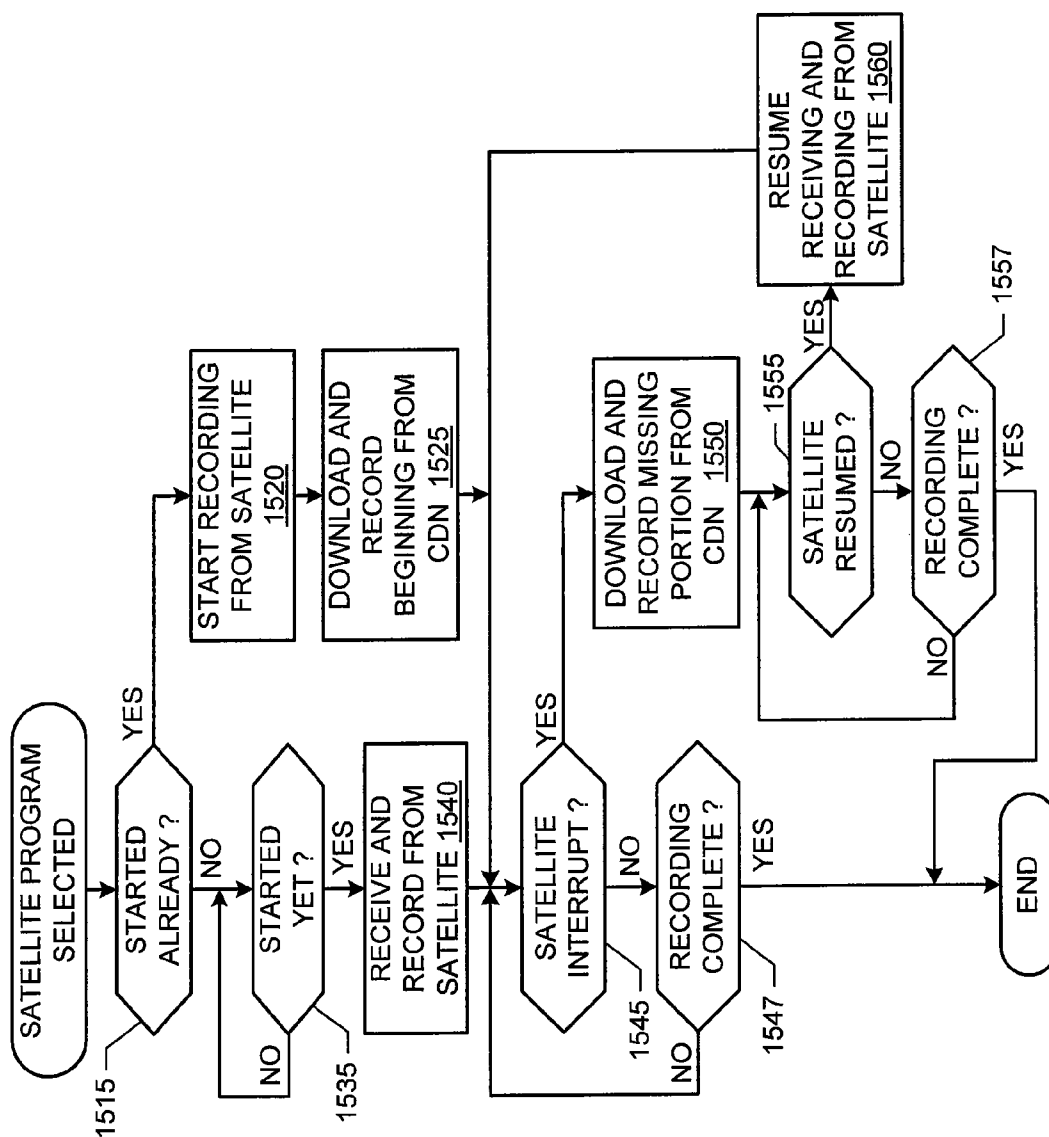 SATELLITE PROGRAM
SELECTED
STARTED
ALREADY ?
1515
YES
NO
START RECORDING
FROM SATELLITE
1520
DOWNLOAD AND
RECORD
BEGINNING FROM
CDN 1525
STARTED
YET ?
1535
NO
YES
RECEIVE AND
RECORD FROM
SATELLITE 1540
SATELLITE
INTERRUPT ?
1545
YES
NO
RECORDING
COMPLETE ?
1547
NO
YES
DOWNLOAD AND
RECORD MISSING
PORTION FROM
CDN 1550
SATELLITE
RESUMED ?
1555
YES
NO
RESUME
RECEIVING AND
RECORDING FROM
SATELLITE 1560
RECORDING
COMPLETE ?
1557
NO
YES
END